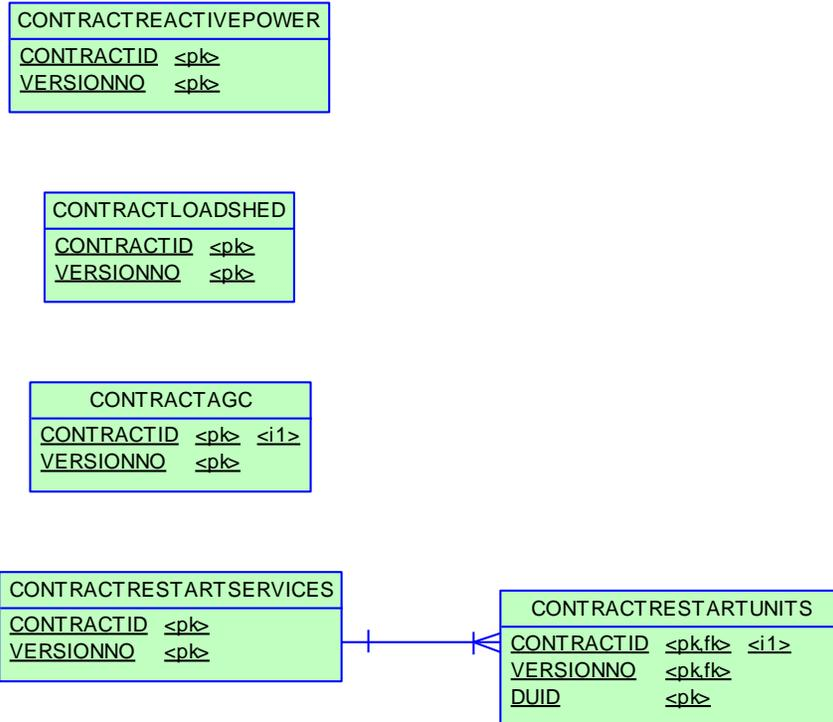 CONTRACTREACTIVEPOWER
CONTRACTID <pk>
VERSIONNO <pk>
CONTRACTLOADSHED
CONTRACTID <pk>
VERSIONNO <pk>
CONTRACTAGC
CONTRACTID <pk> <i1>
VERSIONNO <pk>
CONTRACTRESTARTSERVICES
CONTRACTID <pk>
VERSIONNO <pk>
CONTRACTRESTARTUNITS
CONTRACTID <pk,fk> <i1>
VERSIONNO <pk,fk>
DUID <pk>